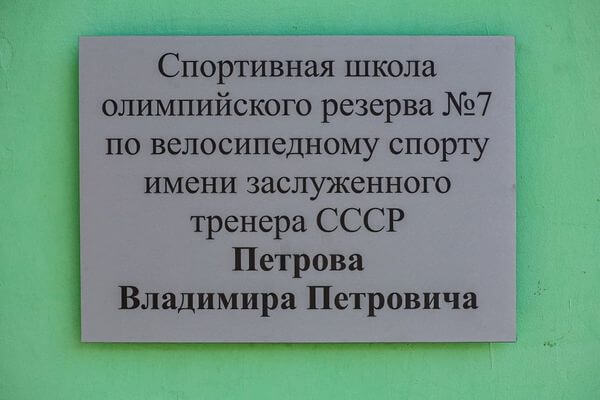 Спортивная школа
олимпийского резерва №7
по велосипедному спорту
имени заслуженного
тренера СССР
Петрова
Владимира Петровича